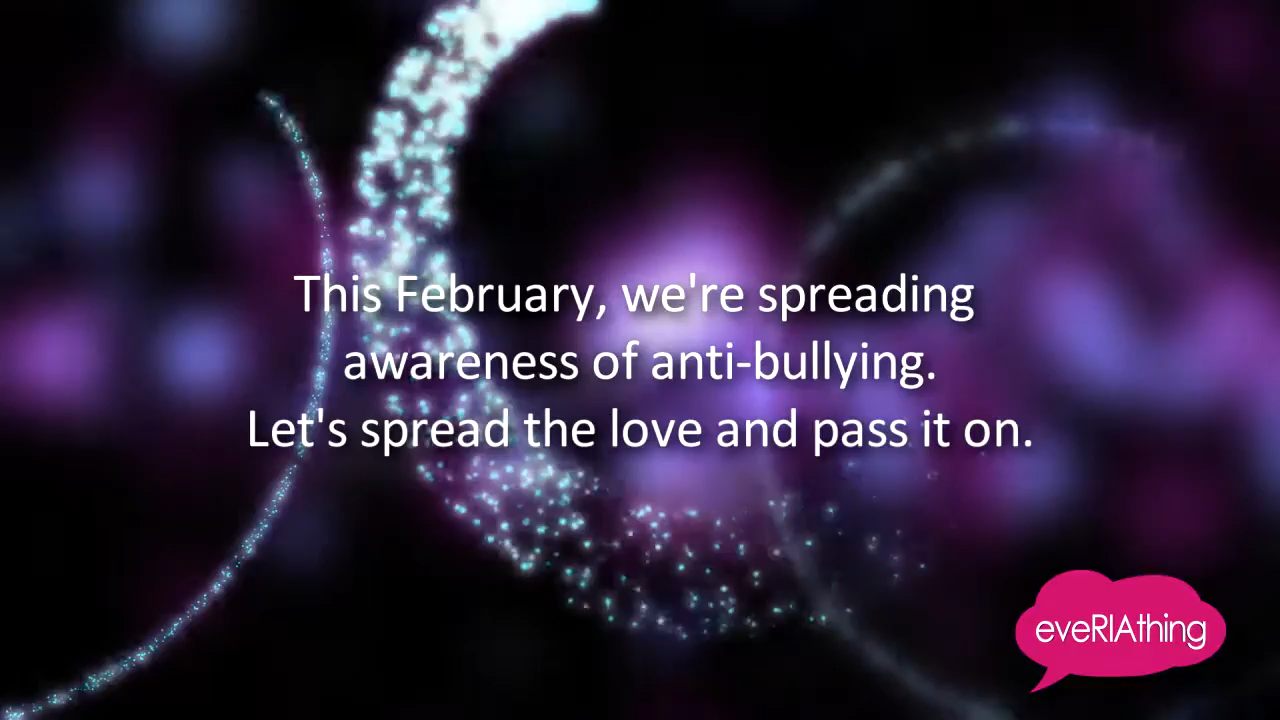 This February, we're spreading
awareness of anti-bullying.
Let's spread the love and pass it on.
eveRIAthing